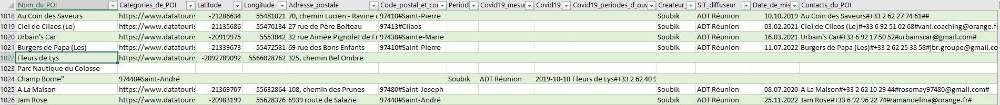 Nom_du_POI Categories_de_POI Latitude Longitude Adresse_postale Code_postal_et_co Period Covid19_mesu Covid19_ Covid19_periodes_d_ouv Createur_ SIT_diffuseur Date_de_mis Contacts_du_POI
1018 Au Coin des Saveurs https://www.datatouris -21286634 55481021 70, chemin Lucien - Ravine c 97410#Saint-Pierre Soubik ADT Réunion 10.10.2019 Au Coin des Saveurs#+33 2 62 27 74 61##
1019 Ciel de Cilaos (Le) https://www.datatouris -21135686 55470134 27 rue de Père Boiteau 97413#Cilaos Soubik ADT Réunion 03.02.2021 Ciel de Cilaos (Le)#+33 6 92 51 02 68#vani.coaching@orange.fr
1020 Urbain's Car https://www.datatouris -20919975 5553042 32 rue Aimée Pignolet de Fr 97438#Sainte-Marie Soubik ADT Réunion 16.03.2021 Urbain's Car#+33 6 92 17 50 52#urbainscar@gmail.com#
1021 Burgers de Papa (Les) https://www.datatouris -21339673 55472581 69 rue des Bons Enfants 97410#Saint-Pierre Soubik ADT Réunion 11.07.2022 Burgers de Papa (Les)#+33 2 62 25 38 58#jbr.groupe@gmail.co
1022 Fleurs de Lys https://www.datatouris -2092789092 5566028762 325, chemin Bel Ombre
1023 Parc Nautique du Colosse
1024 Champ Borne" 97440#Saint-André Soubik ADT Réunion 2019-10-10 Fleurs de Lys#+33 2 62 40 9
1025 A La Maison https://www.datatouris -21369707 55632864 108, chemin des Prunes 97480#Saint-Joseph Soubik ADT Réunion 08.07.2020 A La Maison#+33 2 62 10 29 44#rosemay97480@gmail.com#
1026 Jam Rose https://www.datatouris -20983199 55628326 6939 route de Salazie 97440#Saint-André Soubik ADT Réunion 25.11.2022 Jam Rose#+33 6 92 96 22 74#ramanoelina@orange.fr#